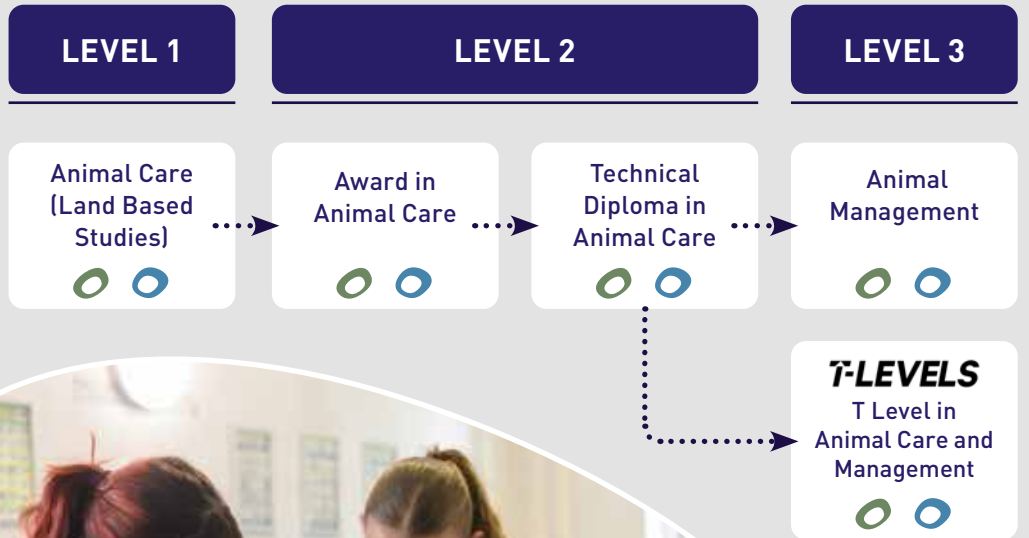 LEVEL 1
LEVEL 2
LEVEL 3
Animal Care
(Land Based
Studies)
Award in
Animal Care
Technical
Diploma in
Animal Care
Animal
Management
T-LEVELS
T Level in
Animal Care and
Management